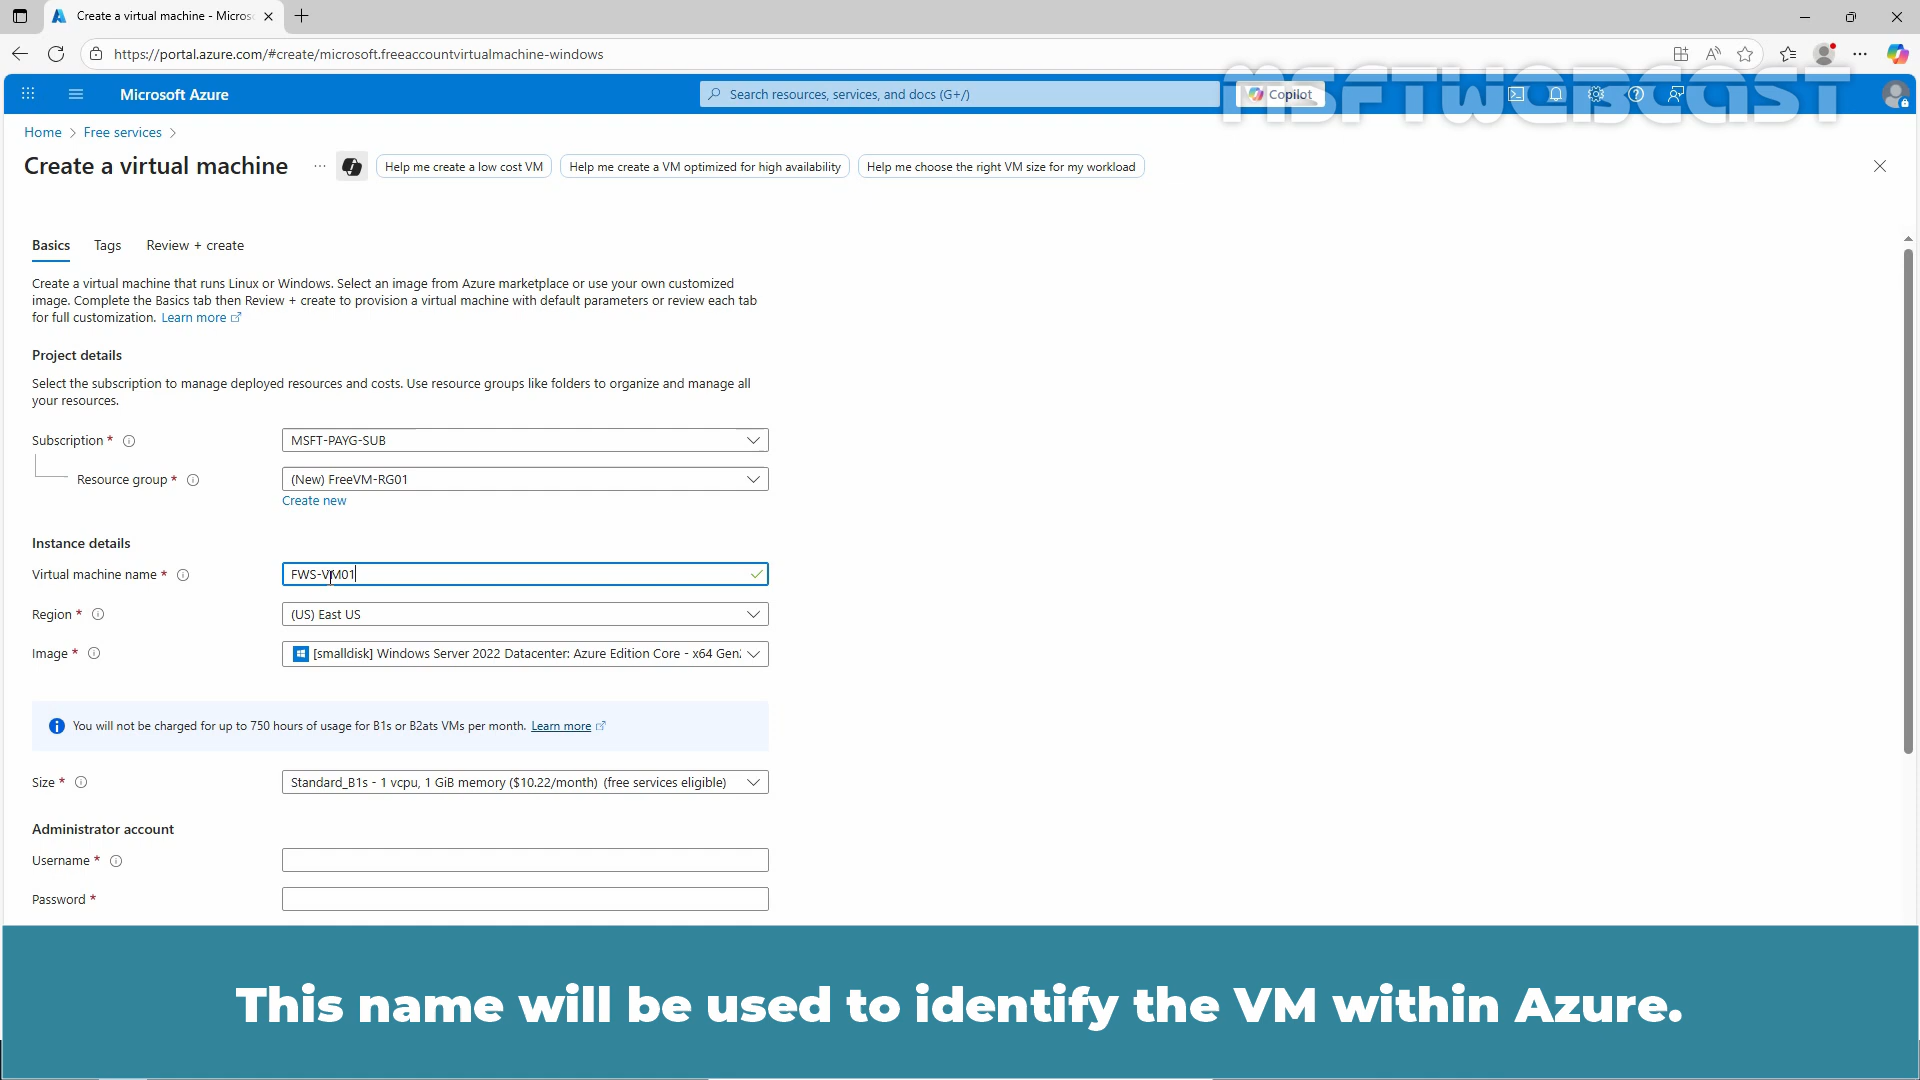 Create a virtual machine - Micros
https://portal.azure.com/#create/microsoft.freeaccountvirtualmachine-windows
Microsoft Azure
Search resources, services, and docs (G+/)
Copilot
MSFTWEBCAST
Home > Free services >
Create a virtual machine ...
Help me create a low cost VM
Help me create a VM optimized for high availability
Help me choose the right VM size for my workload
Basics Tags Review + create
Create a virtual machine that runs Linux or Windows. Select an image from Azure marketplace or use your own customized
image. Complete the Basics tab then Review + create to provision a virtual machine with default parameters or review each tab
for full customization. Learn more
Project details
Select the subscription to manage deployed resources and costs. Use resource groups like folders to organize and manage all
your resources.
Subscription * MSFT-PAYG-SUB
Resource group * (New) FreeVM-RG01
Create new
Instance details
Virtual machine name * FWS-VM01
Region * (US) East US
Image * [smalldisk] Windows Server 2022 Datacenter: Azure Edition Core - x64 Gen
You will not be charged for up to 750 hours of usage for B1s or B2ats VMs per month. Learn more
Size * Standard_B1s - 1 vcpu, 1 GiB memory ($10.22/month) (free services eligible)
Administrator account
Username *
Password *
This name will be used to identify the VM within Azure.